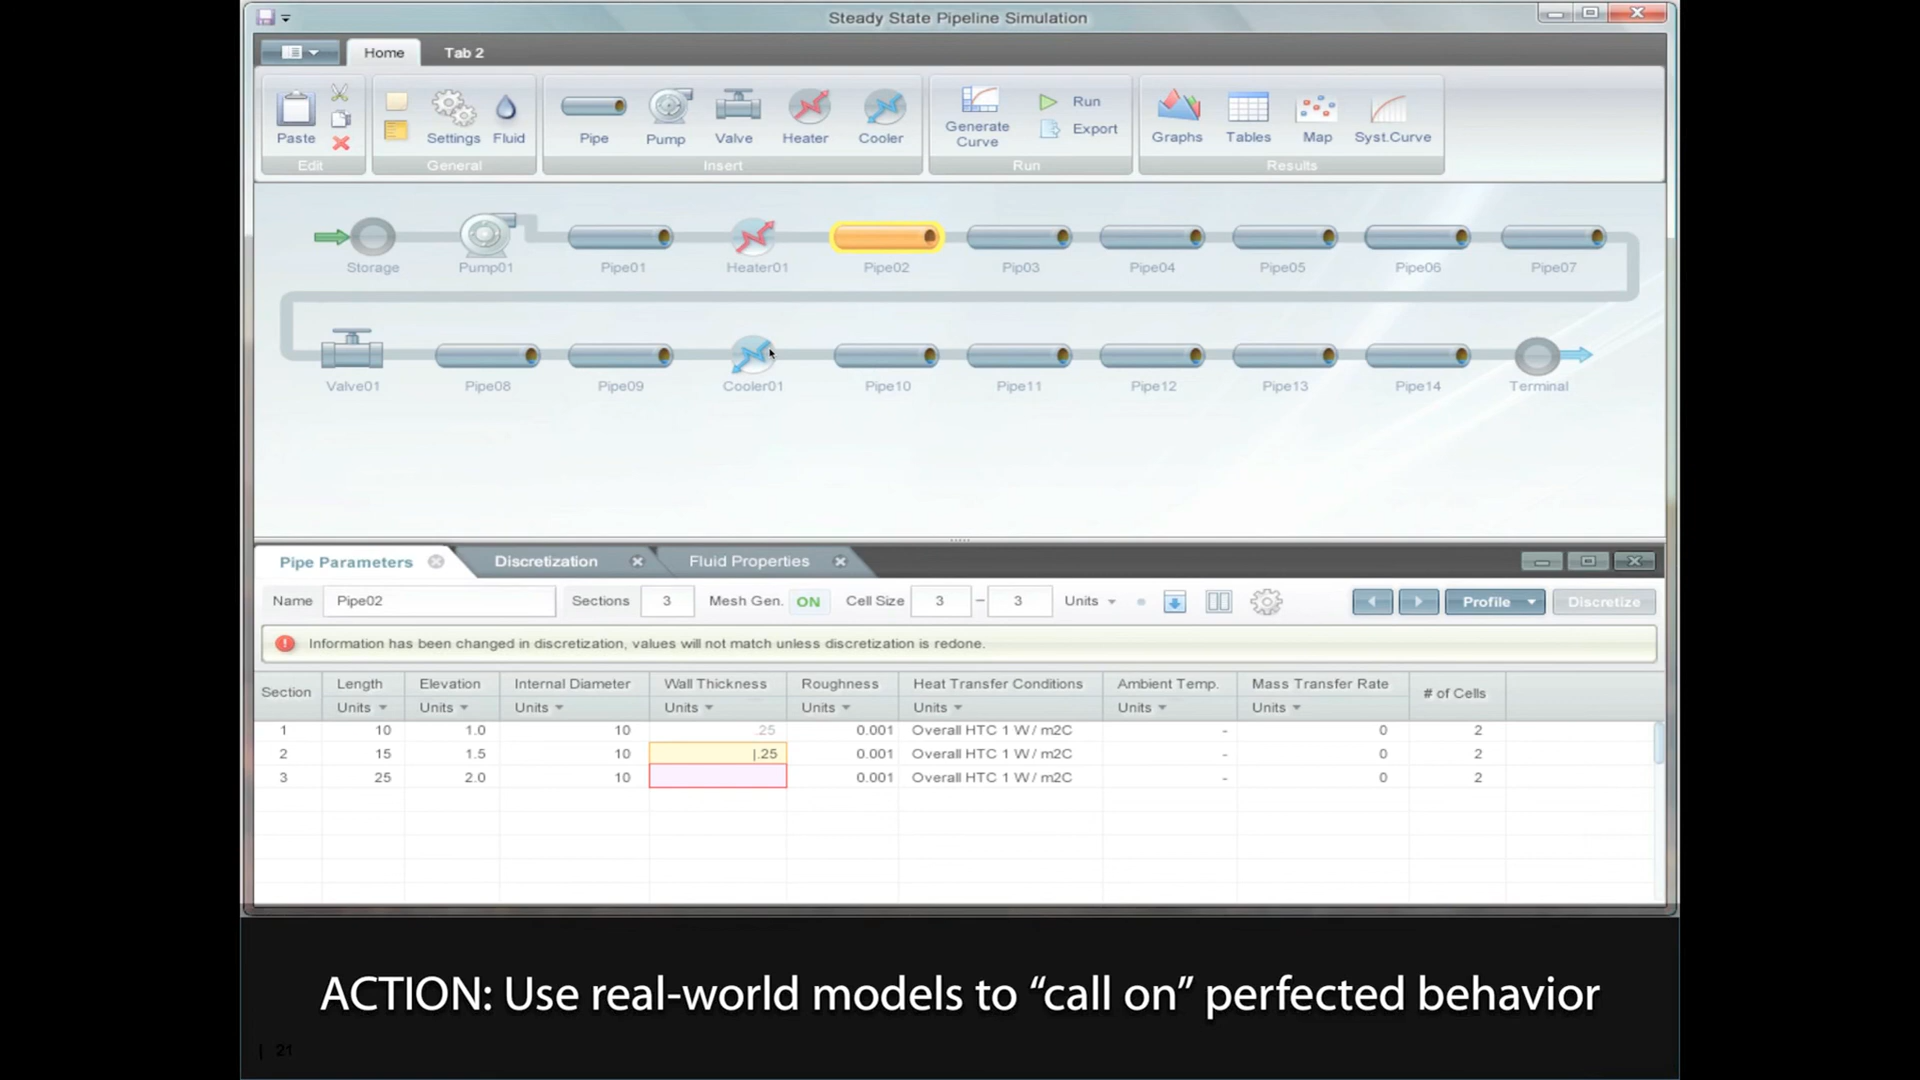 Steady State Pipeline Simulation
Home Tab 2
Paste Settings Fluid Pipe Pump Valve Heater Cooler Generate Curve Run Export Graphs Tables Map Syst.Curve
Edit General Insert Run Results
Storage Pump01 Pipe01 Heater01 Pipe02 Pip03 Pipe04 Pipe05 Pipe06 Pipe07
Valve01 Pipe08 Pipe09 Cooler01 Pipe10 Pipe11 Pipe12 Pipe13 Pipe14 Terminal
Pipe Parameters Discretization Fluid Properties
Name Pipe02 Sections 3 Mesh Gen. ON Cell Size 3 – 3 Units Profile Discretize
Information has been changed in discretization, values will not match unless discretization is redone.
Section Length Elevation Internal Diameter Wall Thickness Roughness Heat Transfer Conditions Ambient Temp. Mass Transfer Rate # of Cells
Units Units Units Units Units Units Units Units
1 10 1.0 10 .25 0.001 Overall HTC 1 W / m2C - 0 2
2 15 1.5 10 .25 0.001 Overall HTC 1 W / m2C - 0 2
3 25 2.0 10 0.001 Overall HTC 1 W / m2C - 0 2
ACTION: Use real-world models to “call on” perfected behavior
| 21